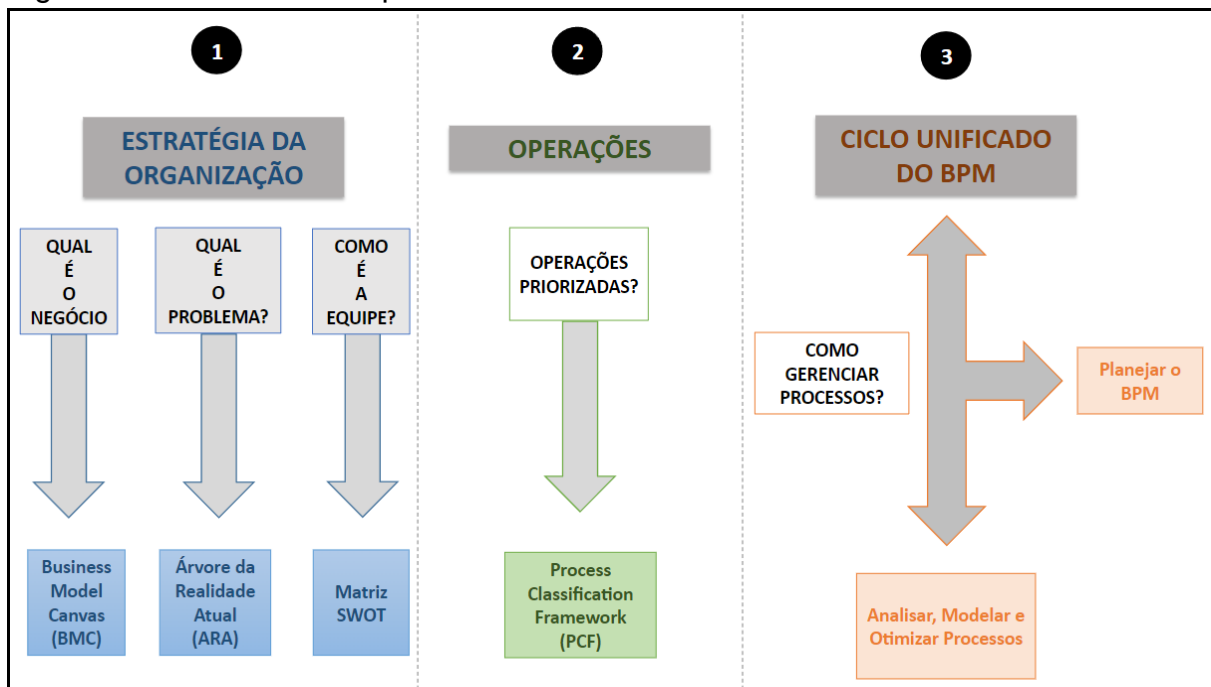 1
2
3
ESTRATÉGIA DA
ORGANIZAÇÃO
OPERAÇÕES
CICLO UNIFICADO
DO BPM
QUAL
É
O
NEGÓCIO
QUAL
É
O
PROBLEMA?
COMO
É
A
EQUIPE?
OPERAÇÕES
PRIORIZADAS?
COMO
GERENCIAR
PROCESSOS?
Planejar o
BPM
Business
Model
Canvas
(BMC)
Árvore da
Realidade
Atual
(ARA)
Matriz
SWOT
Process
Classification
Framework
(PCF)
Analisar, Modelar e
Otimizar Processos